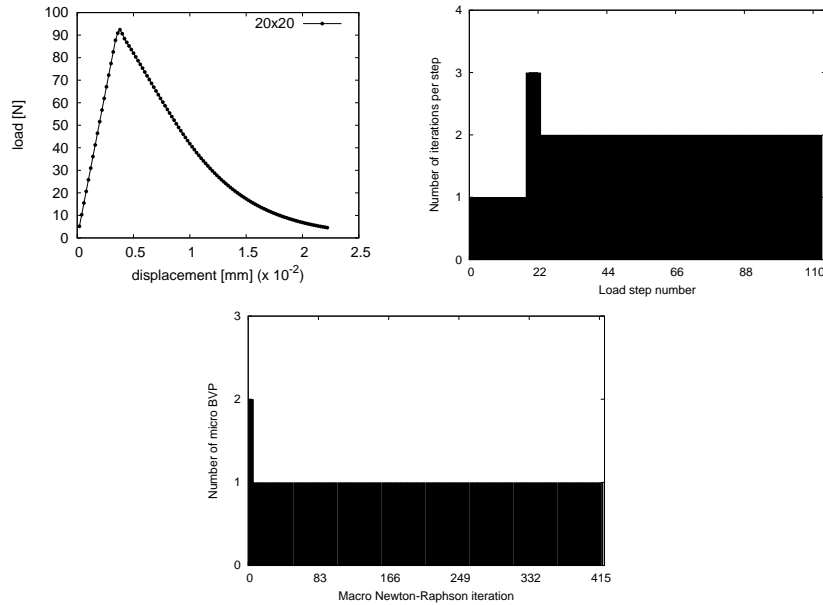 100
90
80
70
60
50
40
30
20
10
0
load [N]
20x20
0 0.5 1 1.5 2 2.5
displacement [mm] (x 10-2)
4
3
2
1
0
Number of iterations per step
0 22 44 66 88 110
Load step number
3
2
1
0
Number of micro BVP
0 83 166 249 332 415
Macro Newton-Raphson iteration